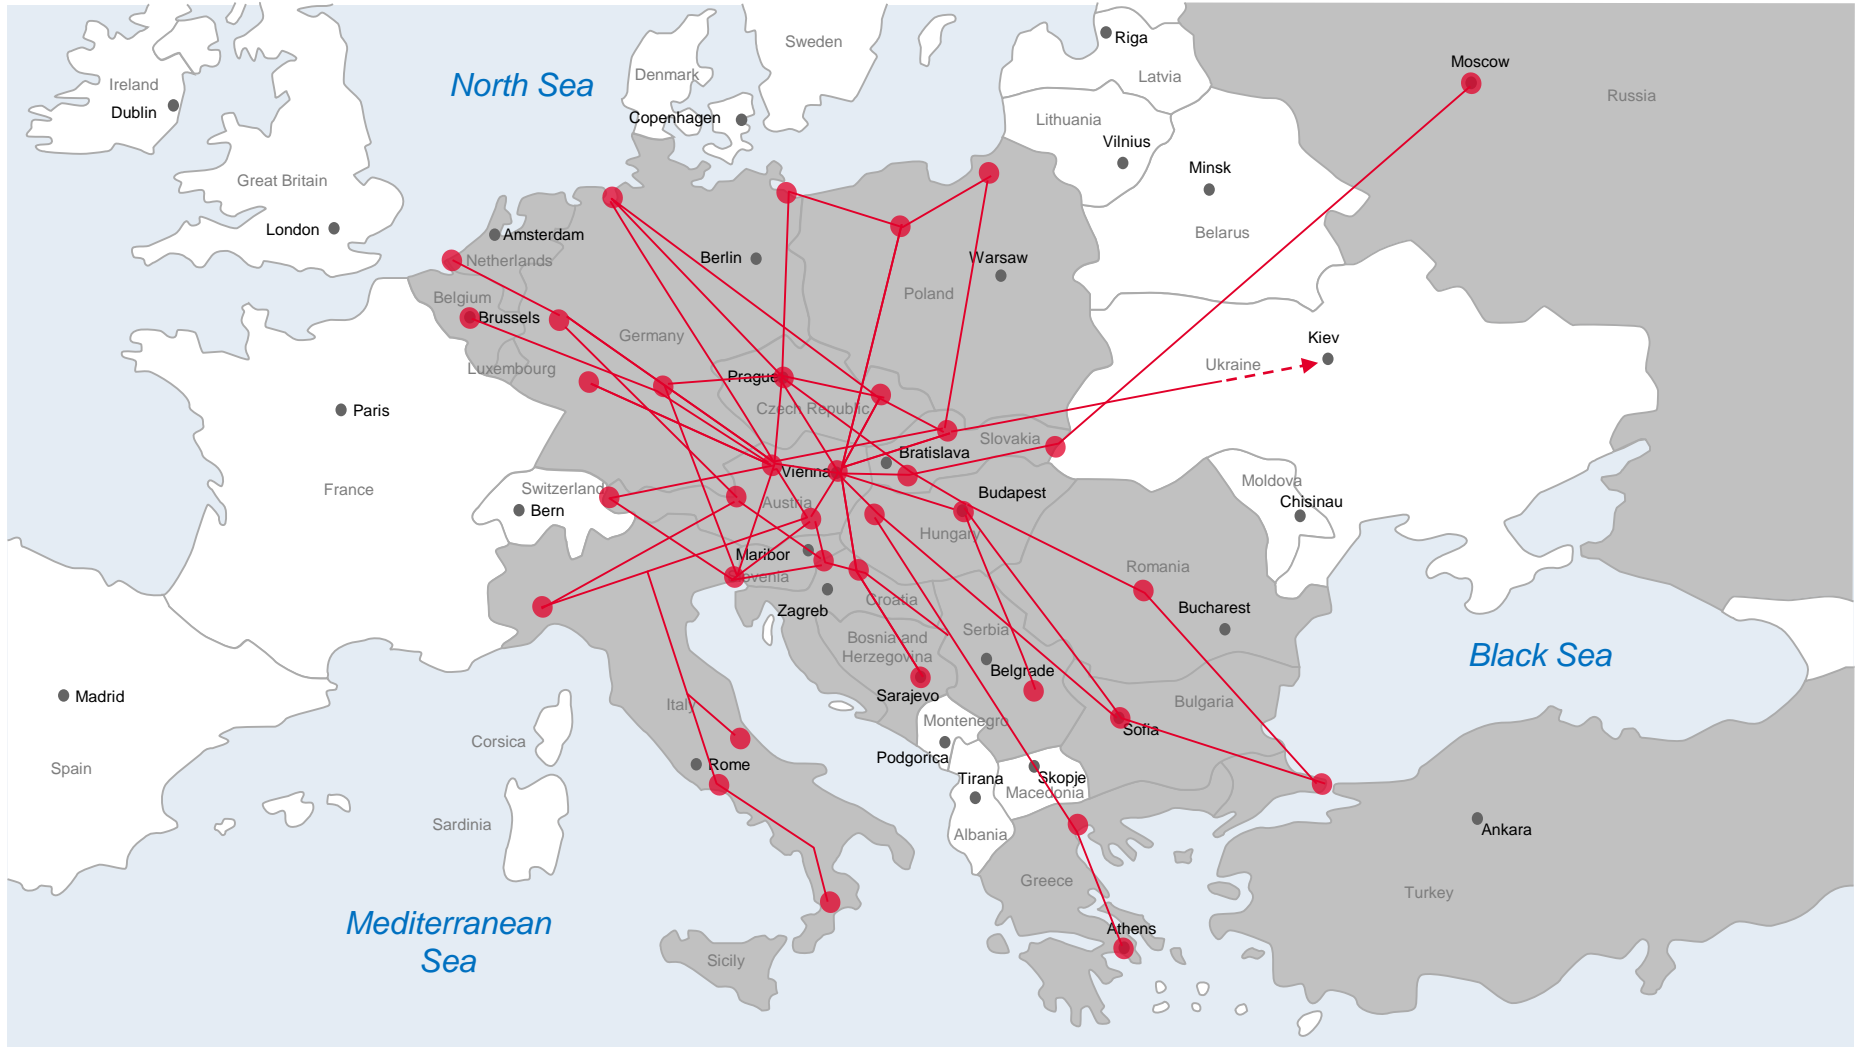 Riga
Sweden
Moscow
North Sea
Denmark
Latvia
Ireland
Russia
Dublin
Copenhagen
Lithuania
Vilnius
Minsk
Great Britain
London
Amsterdam
Belarus
Berlin
Warsaw
Netherlands
Belgium
Poland
Brussels
Germany
Kiev
Luxembourg
Ukraine
Prague
Paris
Czech Republic
Slovakia
Bratislava
Vienna
Moldova
France
Switzerland
Budapest
Austria
Chisinau
Bern
Hungary
Maribor
Romania
Slovenia
Croatia
Bucharest
Zagreb
Serbia
Bosnia and
Herzegovina
Black Sea
Belgrade
Madrid
Sarajevo
Italy
Bulgaria
Montenegro
Sofia
Corsica
Podgorica
Rome
Spain
Tirana
Skopje
Macedonia
Sardinia
Ankara
Albania
Greece
Turkey
Mediterranean
Sea
Athens
Sicily